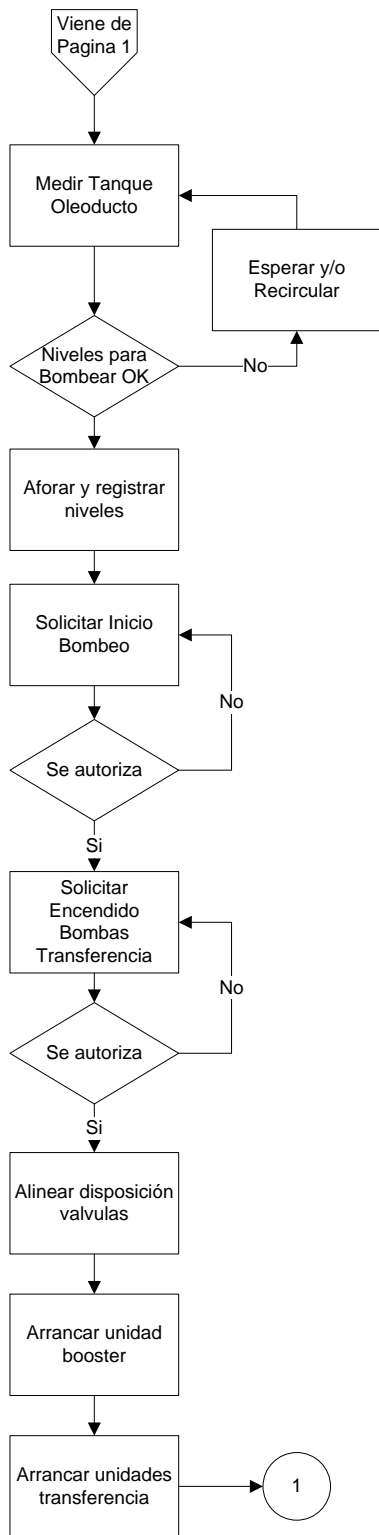 Viene de
Pagina 1
Medir Tanque
Oleoducto
Esperar y/o
Recircular
Niveles para
Bombear OK
No
Aforar y registrar
niveles
Solicitar Inicio
Bombeo
No
Se autoriza
Si
Solicitar
Encendido
Bombas
Transferencia
No
Se autoriza
Si
Alinear disposición
valvulas
Arrancar unidad
booster
Arrancar unidades
transferencia
1